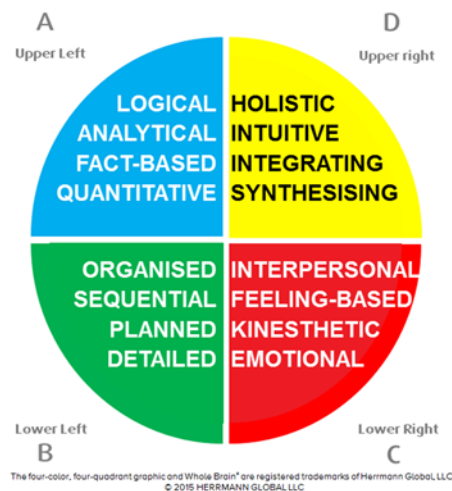 A
D
Upper Left
Upper right
LOGICAL
ANALYTICAL
FACT-BASED
QUANTITATIVE
HOLISTIC
INTUITIVE
INTEGRATING
SYNTHESISING
ORGANISED
SEQUENTIAL
PLANNED
DETAILED
INTERPERSONAL
FEELING-BASED
KINESTHETIC
EMOTIONAL
Lower Left
B
Lower Right
C
The four-color, four-quadrant graphic and Whole Brain® are registered trademarks of Herrmann Global, LLC
© 2015 HERRMANN GLOBAL LLC